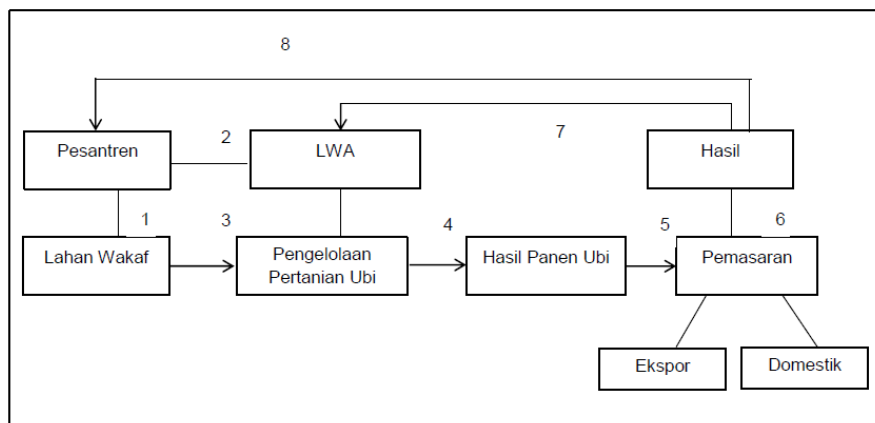 8
2
7
Pesantren
LWA
Hasil
1
3
4
5
6
Lahan Wakaf
Pengelolaan
Pertanian Ubi
Hasil Panen Ubi
Pemasaran
Ekspor
Domestik